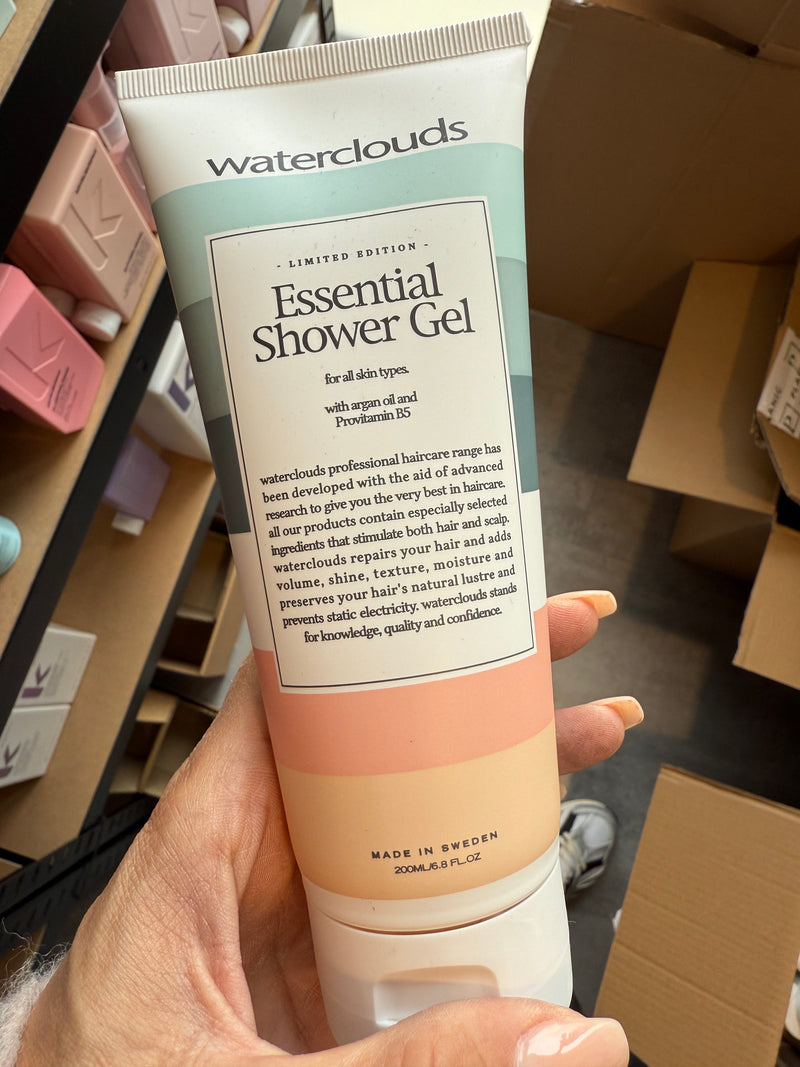 waterclouds
- LIMITED EDITION -
Essential
Shower Gel
for all skin types.
with argan oil and
Provitamin B5
waterclouds professional haircare range has
been developed with the aid of advanced
research to give you the very best in haircare.
all our products contain especially selected
ingredients that stimulate both hair and scalp.
waterclouds repairs your hair and adds
volume, shine, texture, moisture and
preserves your hair's natural lustre and
prevents static electricity. waterclouds stands
for knowledge, quality and confidence.
MADE IN SWEDEN
200ML/6.8 FL.OZ